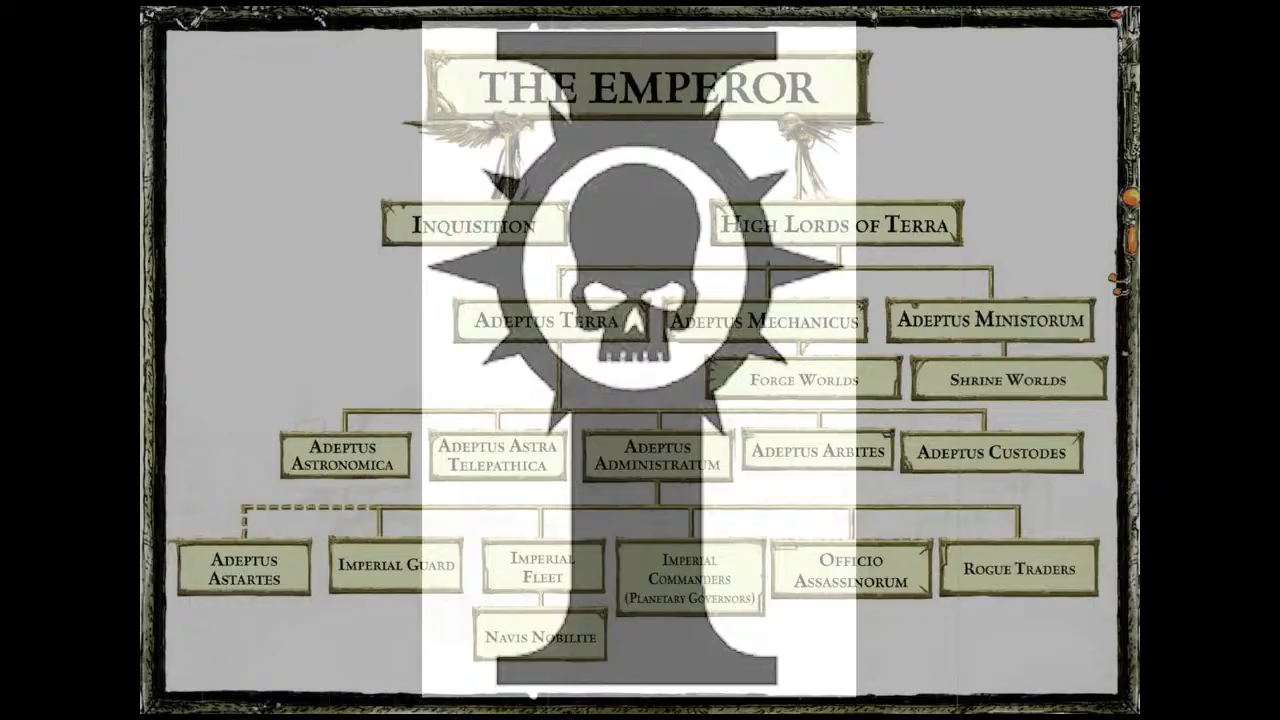 THE EMPEROR
INQUISITION
HIGH LORDS OF TERRA
ADEPTUS TERRA
ADEPTUS MECHANICUS
ADEPTUS MINISTORUM
FORGE WORLDS
SHRINE WORLDS
ADEPTUS
ASTRONOMICA
ADEPTUS ASTRA
TELEPATHICA
ADEPTUS
ADMINISTRATUM
ADEPTUS ARBITES
ADEPTUS CUSTODES
ADEPTUS
ASTARTES
IMPERIAL GUARD
IMPERIAL
FLEET
IMPERIAL
COMMANDERS
(PLANETARY GOVERNORS)
OFFICIO
ASSASSINORUM
ROGUE TRADERS
NAVIS NOBILITE